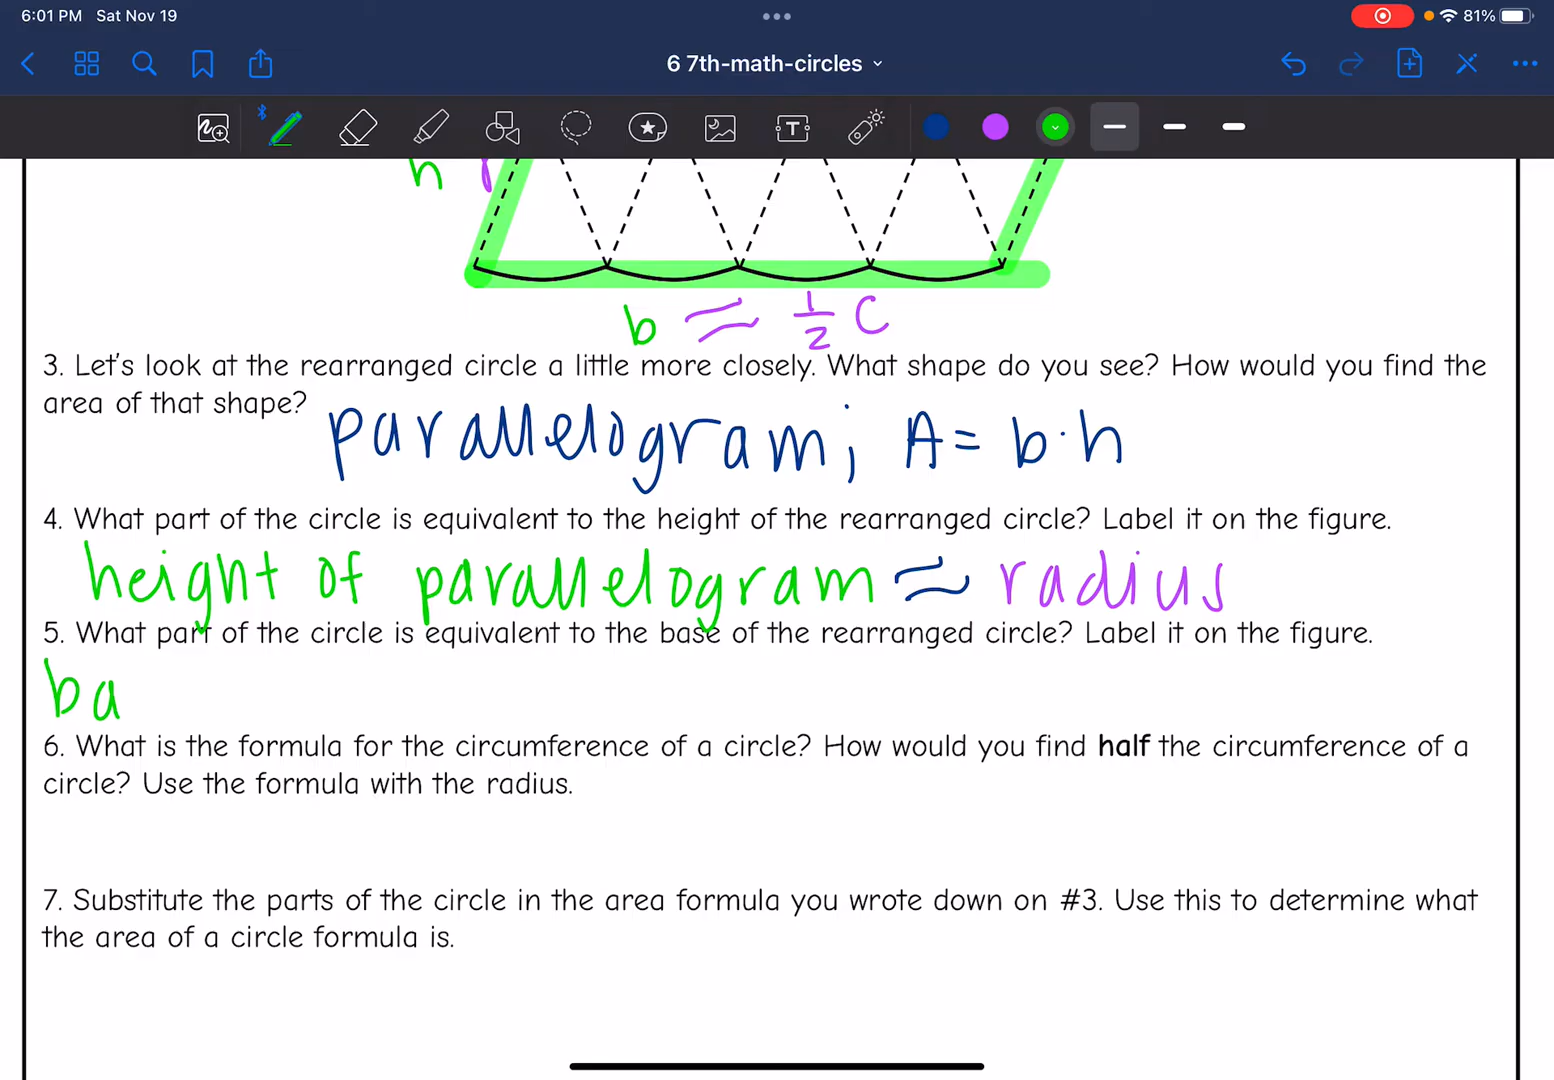 6:01 PM Sat Nov 19
81%
6 7th-math-circles
T
h
b ≈ 1/2 C
3. Let's look at the rearranged circle a little more closely. What shape do you see? How would you find the
area of that shape?
parallelogram; A = b·h
4. What part of the circle is equivalent to the height of the rearranged circle? Label it on the figure.
height of parallelogram ≈ radius
5. What part of the circle is equivalent to the base of the rearranged circle? Label it on the figure.
ba
6. What is the formula for the circumference of a circle? How would you find half the circumference of a
circle? Use the formula with the radius.
7. Substitute the parts of the circle in the area formula you wrote down on #3. Use this to determine what
the area of a circle formula is.